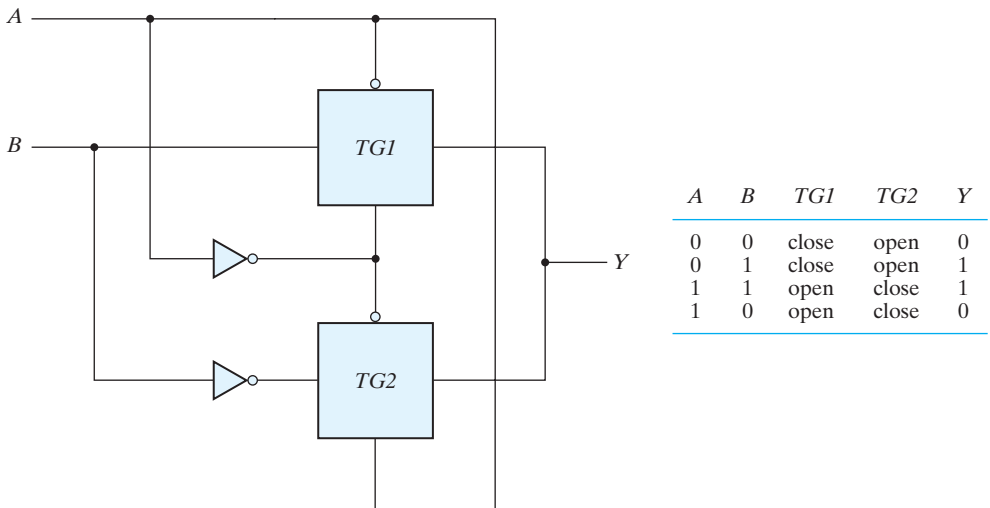 A
B
TG1
TG2
Y
A B TG1 TG2 Y
0 0 close open 0
0 1 close open 1
1 1 open close 1
1 0 open close 0